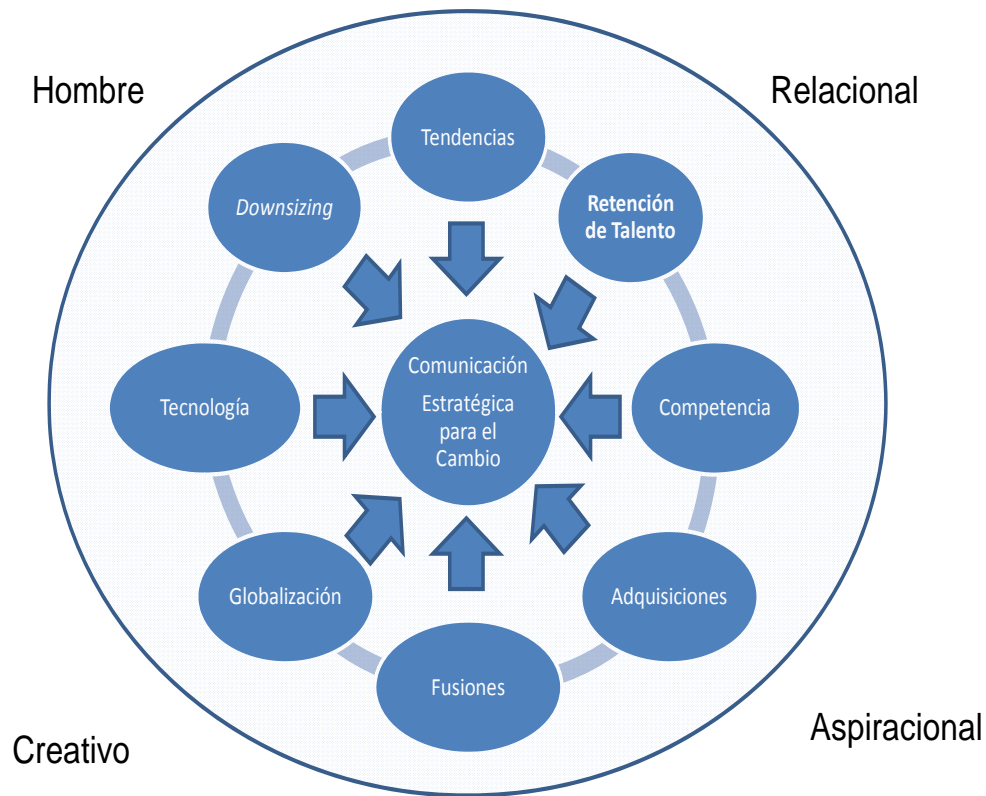 Hombre
Relacional
Tendencias
Downsizing
Retención
de Talento
Comunicación
Estratégica
para el
Cambio
Tecnología
Competencia
Globalización
Adquisiciones
Fusiones
Creativo
Aspiracional